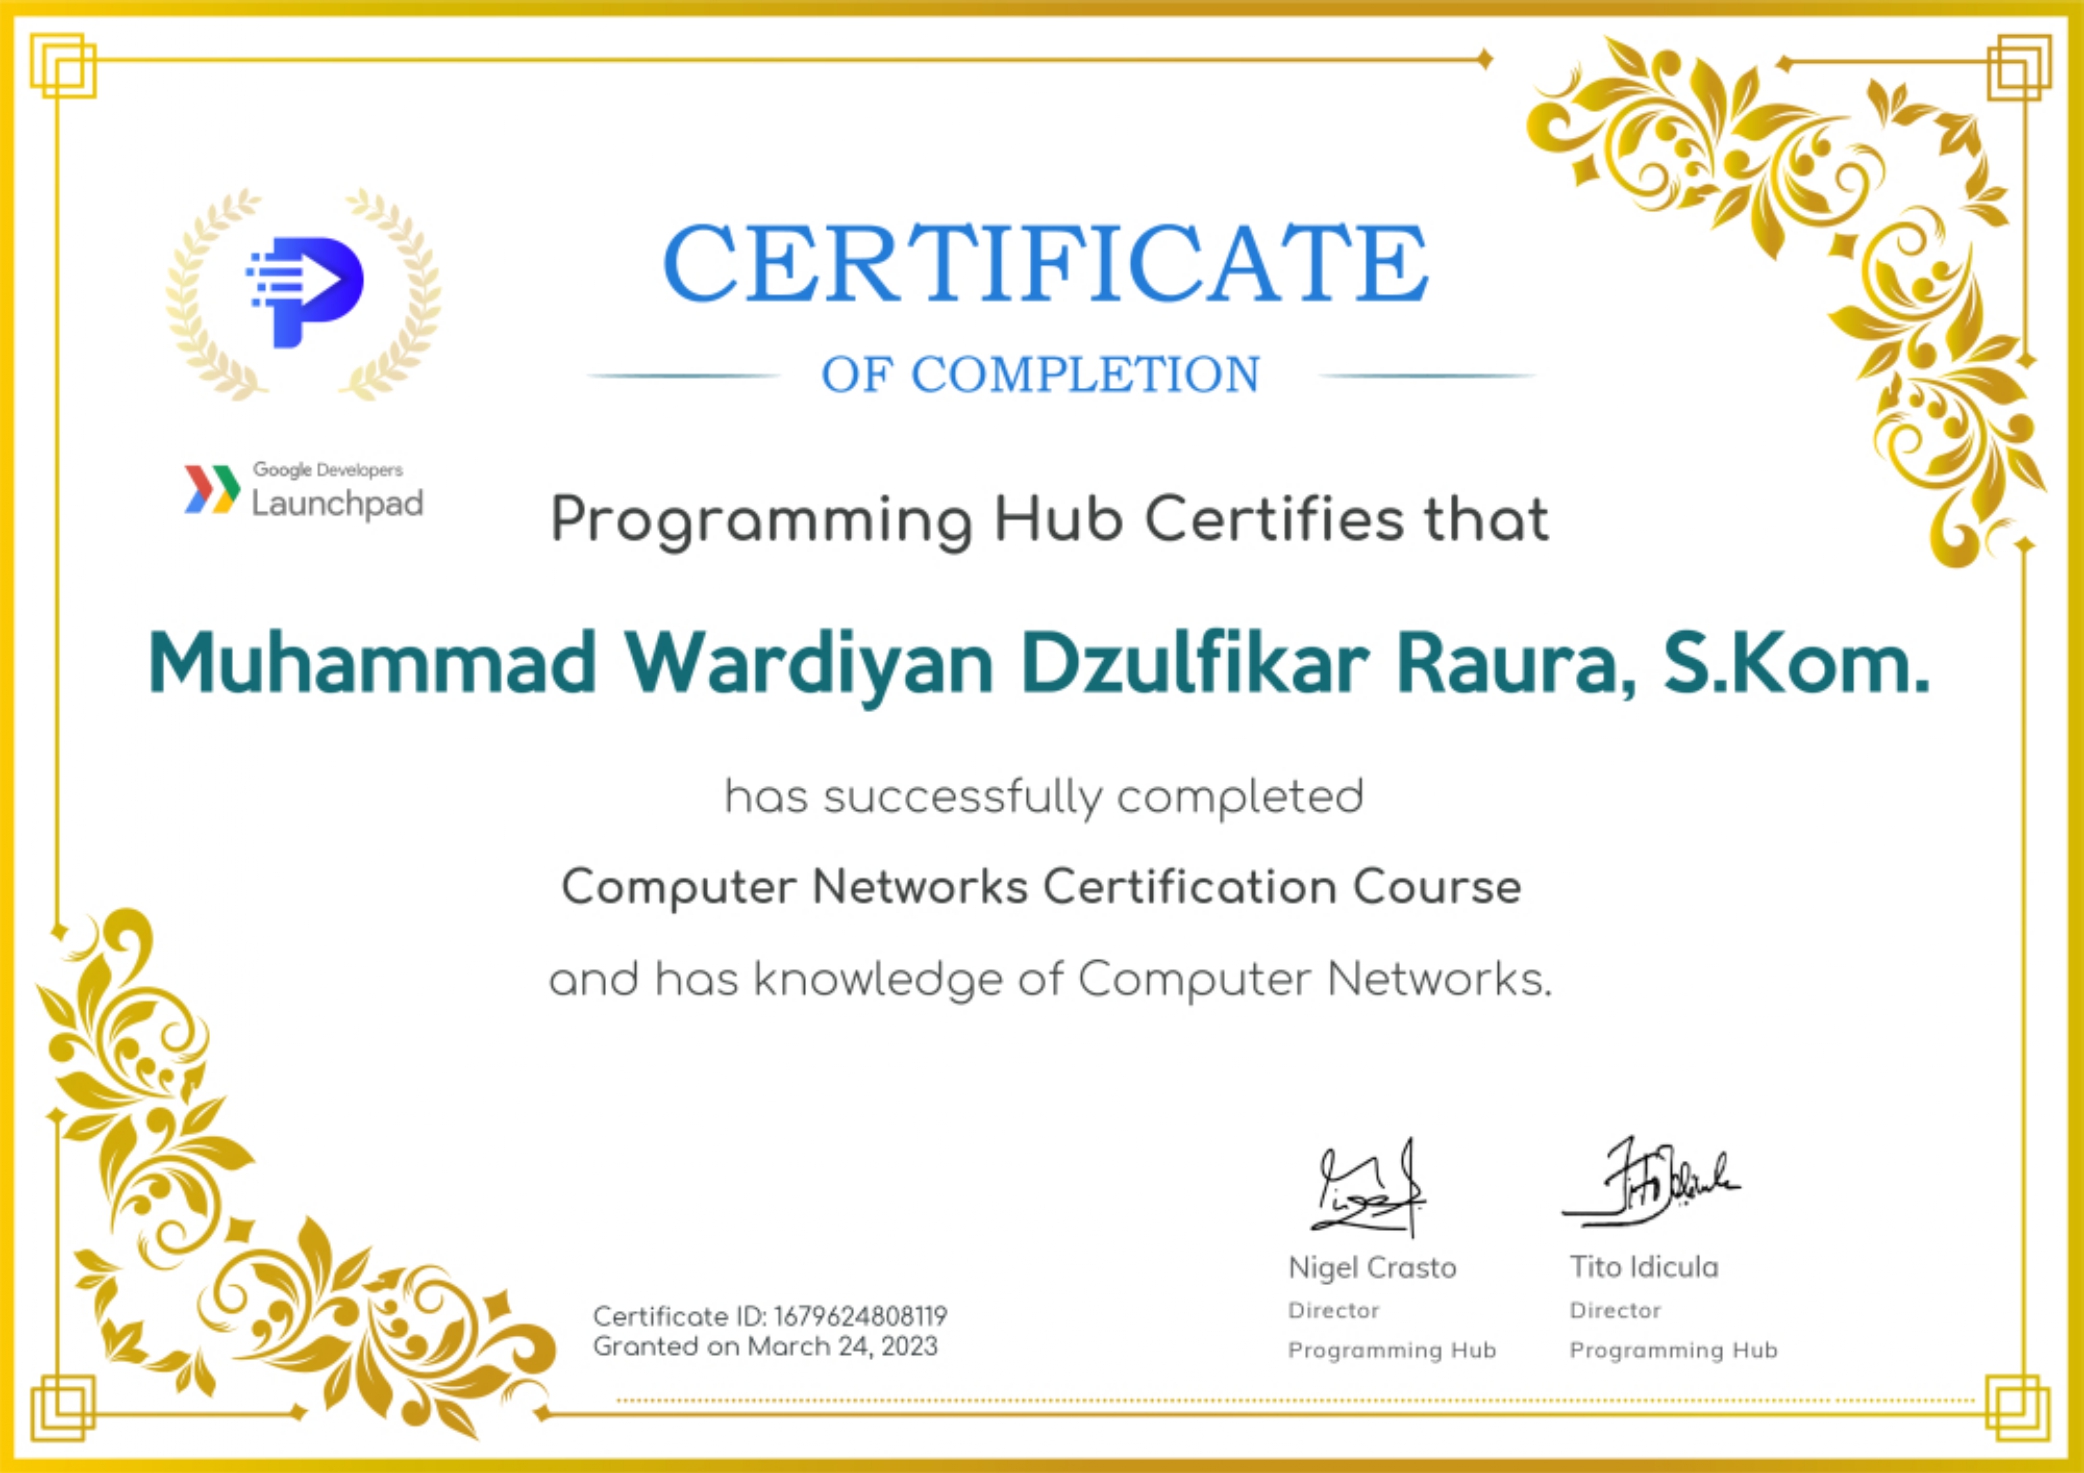 CERTIFICATE
OF COMPLETION
Google Developers
Launchpad
Programming Hub Certifies that
Muhammad Wardiyan Dzulfikar Raura, S.Kom.
has successfully completed
Computer Networks Certification Course
and has knowledge of Computer Networks.
Nigel Crasto
Director
Programming Hub
Tito Idicula
Director
Programming Hub
Certificate ID: 1679624808119
Granted on March 24, 2023